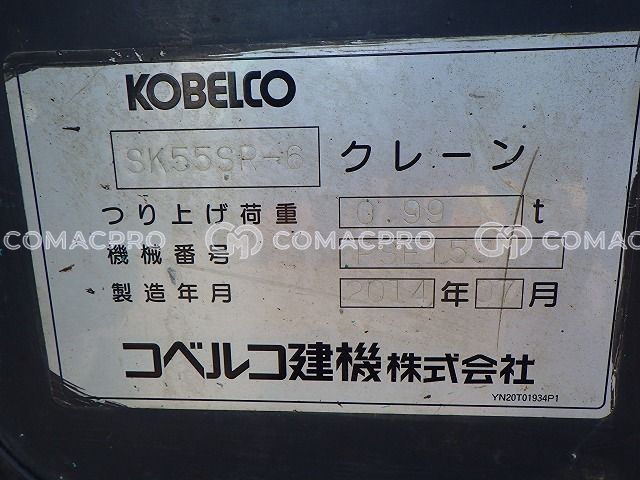 KOBELCO
SK55SR-6 クレーン
つり上げ荷重 0.99 t
COMACPRO COMACPRO COMACPRO
機械番号
製造年月 2014 年 07 月
コベルコ建機株式会社
YN20T01934P1